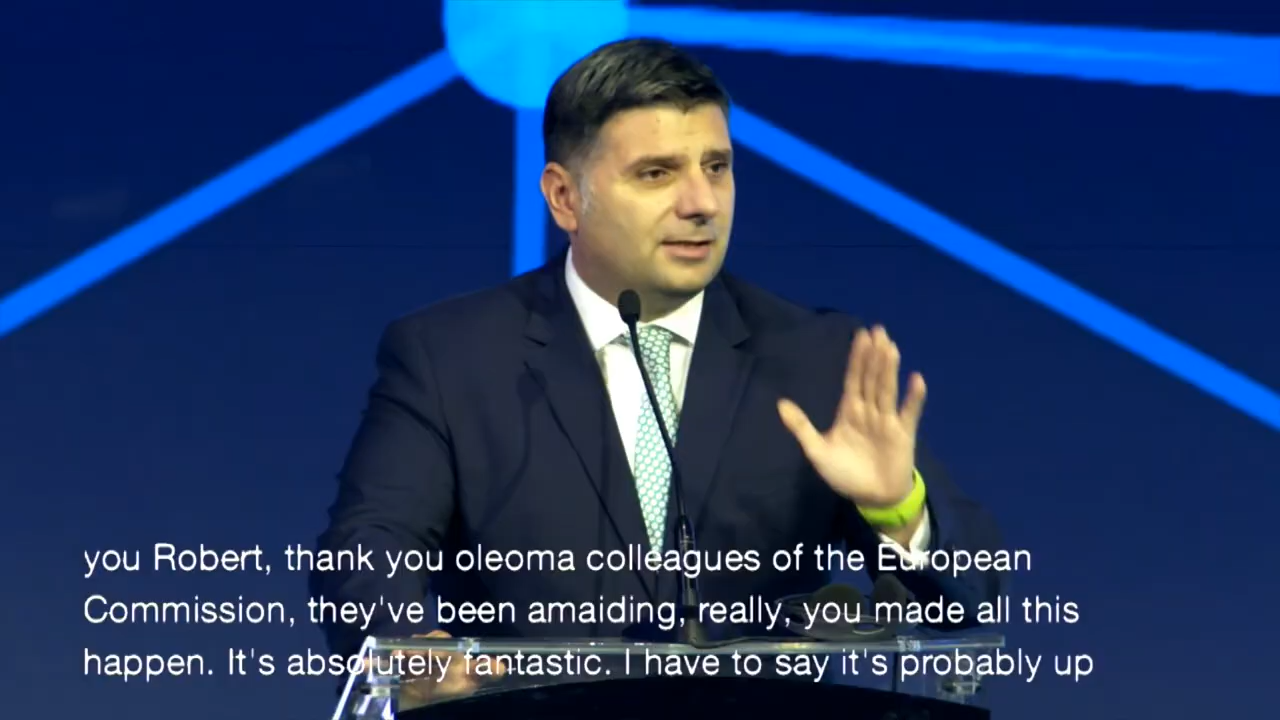 you Robert, thank you oleoma colleagues of the European
Commission, they've been amaiding, really, you made all this
happen. It's absolutely fantastic. I have to say it's probably up